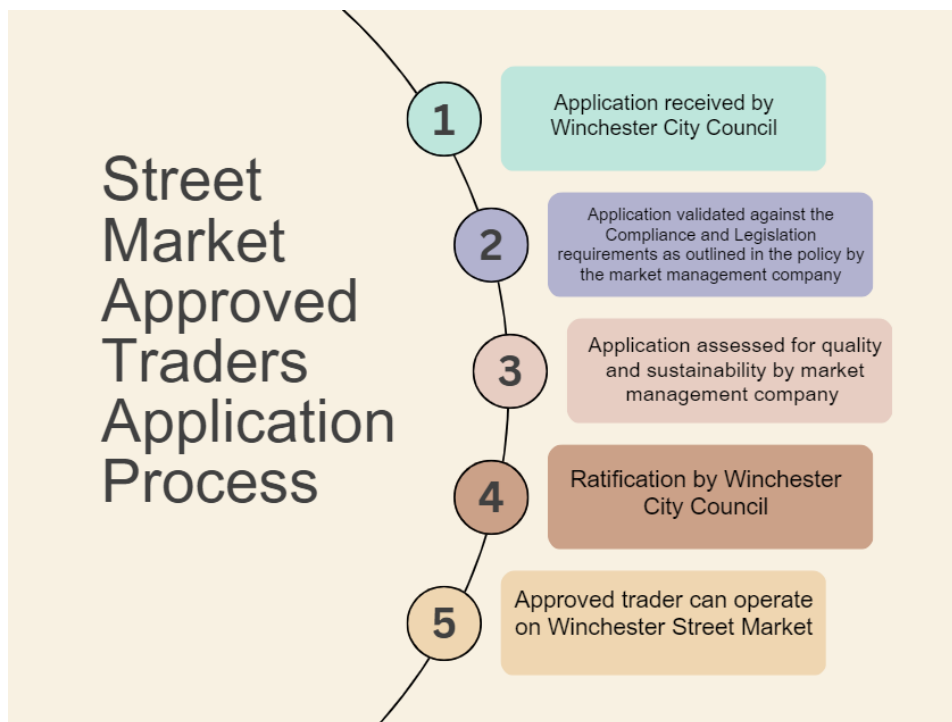 Street
Market
Approved
Traders
Application
Process
1
Application received by
Winchester City Council
2
Application validated against the
Compliance and Legislation
requirements as outlined in the policy by
the market management company
3
Application assessed for quality
and sustainability by market
management company
4
Ratification by Winchester
City Council
5
Approved trader can operate
on Winchester Street Market